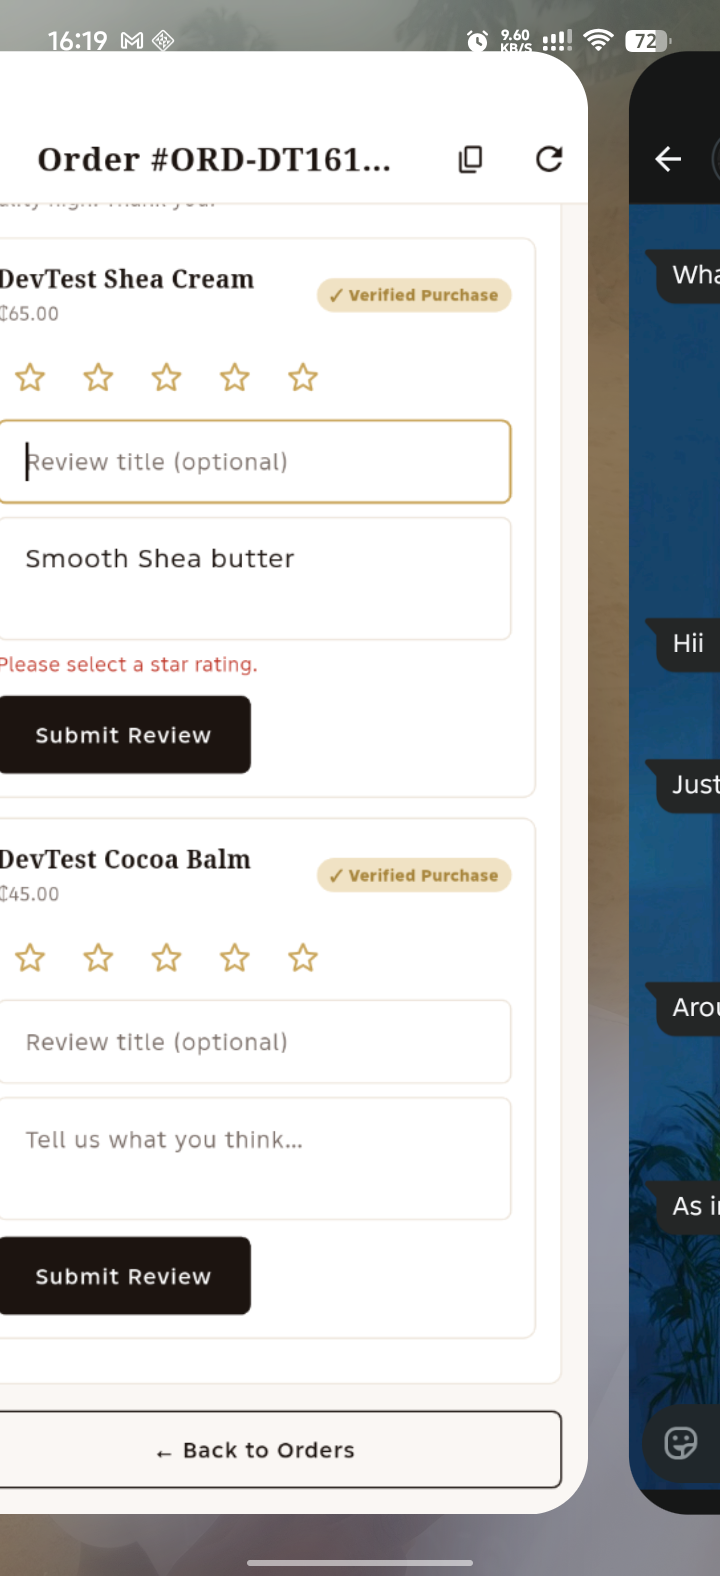 16:19
9.60
KB/S
72
Order #ORD-DT161...
DevTest Shea Cream
✓ Verified Purchase
₵65.00
Review title (optional)
Smooth Shea butter
Please select a star rating.
Submit Review
DevTest Cocoa Balm
✓ Verified Purchase
₵45.00
Review title (optional)
Tell us what you think...
Submit Review
← Back to Orders
Hii
Just
As